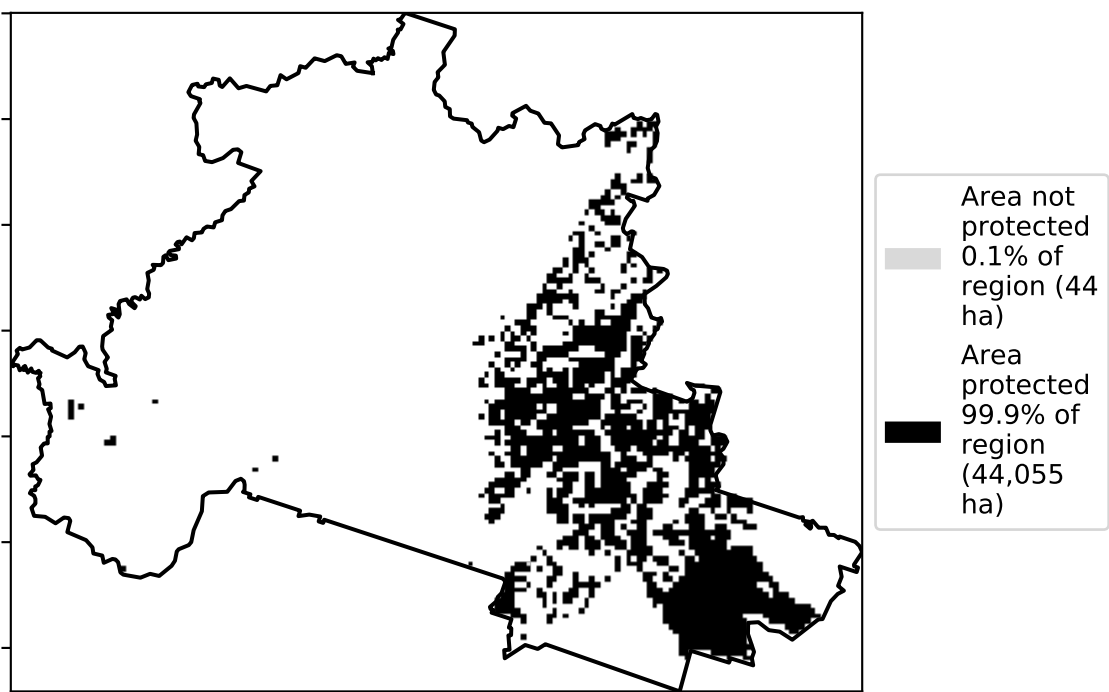 Area not
protected
0.1% of
region (44
ha)
Area
protected
99.9% of
region
(44,055
ha)